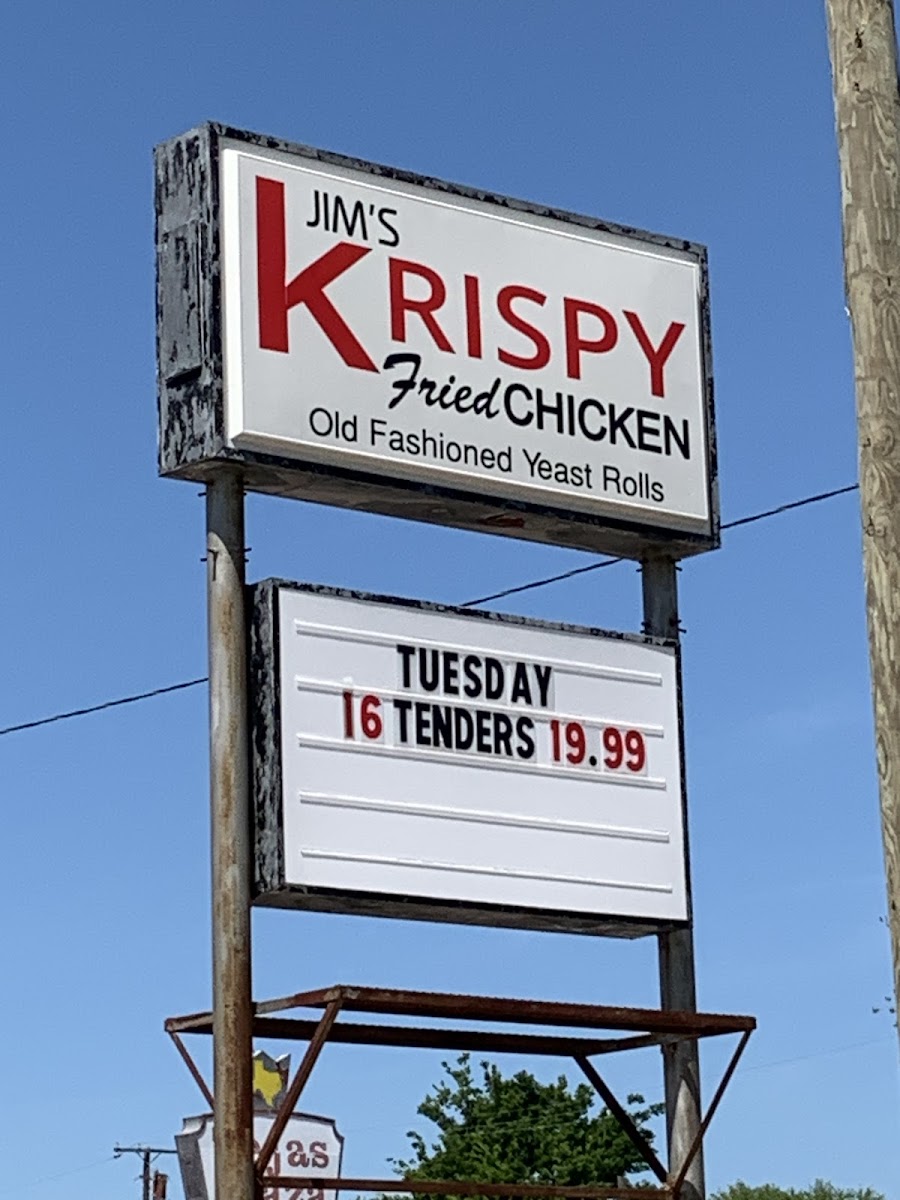 JIM'S
KRISPY
Fried CHICKEN
Old Fashioned Yeast Rolls
TUESDAY
16 TENDERS 19.99